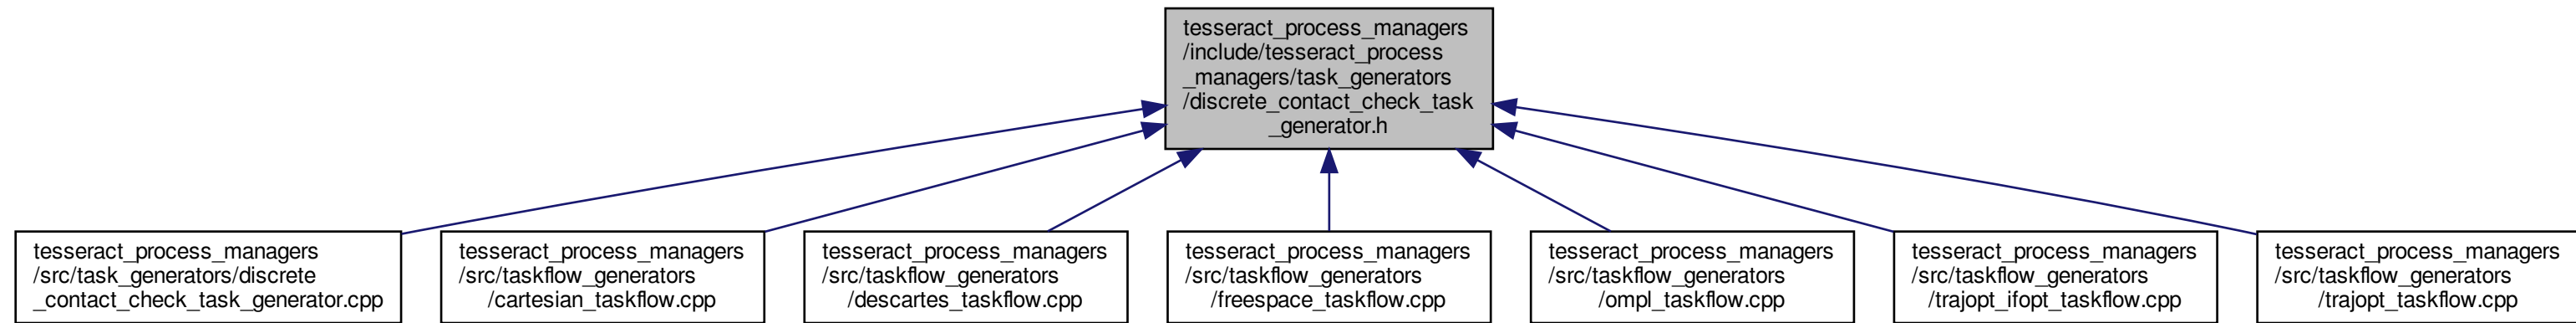 tesseract_process_managers
/include/tesseract_process
_managers/task_generators
/discrete_contact_check_task
_generator.h
tesseract_process_managers
/src/task_generators/discrete
_contact_check_task_generator.cpp
tesseract_process_managers
/src/taskflow_generators
/cartesian_taskflow.cpp
tesseract_process_managers
/src/taskflow_generators
/descartes_taskflow.cpp
tesseract_process_managers
/src/taskflow_generators
/freespace_taskflow.cpp
tesseract_process_managers
/src/taskflow_generators
/ompl_taskflow.cpp
tesseract_process_managers
/src/taskflow_generators
/trajopt_ifopt_taskflow.cpp
tesseract_process_managers
/src/taskflow_generators
/trajopt_taskflow.cpp